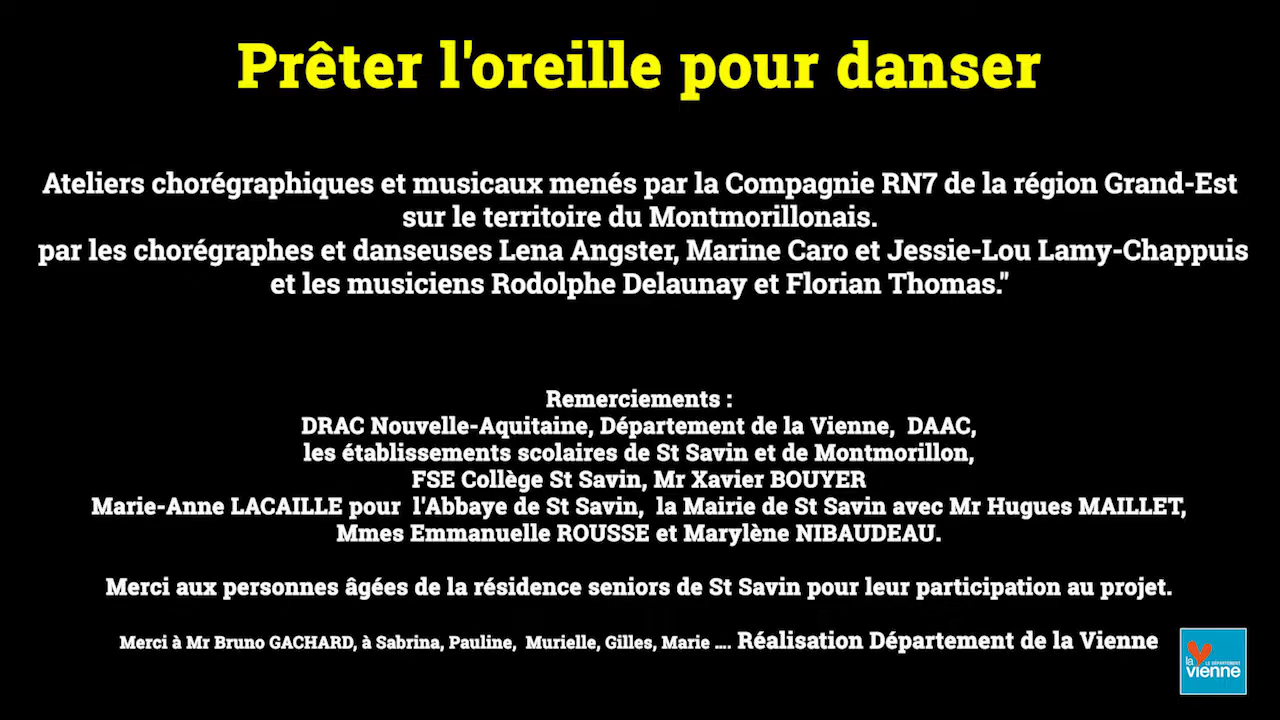 Prêter l'oreille pour danser
Ateliers chorégraphiques et musicaux menés par la Compagnie RN7 de la région Grand-Est
sur le territoire du Montmorillonais.
par les chorégraphes et danseuses Lena Angster, Marine Caro et Jessie-Lou Lamy-Chappuis
et les musiciens Rodolphe Delaunay et Florian Thomas."
Remerciements :
DRAC Nouvelle-Aquitaine, Département de la Vienne,  DAAC,
les établissements scolaires de St Savin et de Montmorillon,
FSE Collège St Savin, Mr Xavier BOUYER
Marie-Anne LACAILLE pour  l'Abbaye de St Savin,  la Mairie de St Savin avec Mr Hugues MAILLET,
Mmes Emmanuelle ROUSSE et Marylène NIBAUDEAU.
Merci aux personnes âgées de la résidence seniors de St Savin pour leur participation au projet.
Merci à Mr Bruno GACHARD, à Sabrina, Pauline,  Murielle, Gilles, Marie .... Réalisation Département de la Vienne
la LE DÉPARTEMENT
vienne